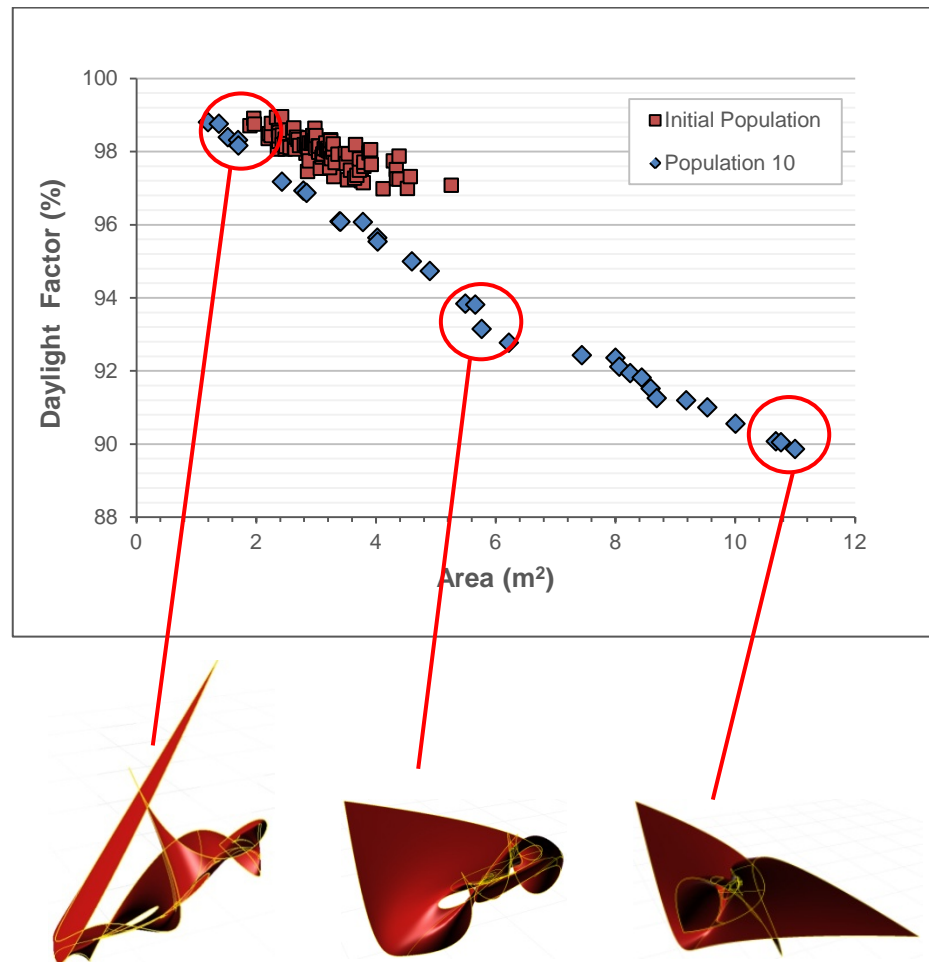 100
98
96
94
92
90
88
Daylight Factor (%)
Initial Population
Population 10
0 2 4 6 8 10 12
Area (m²)